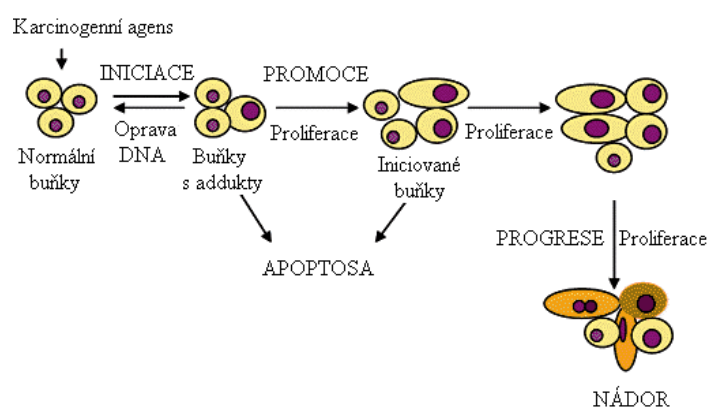 Karcinogenní agens
INICIACE
PROMOCE
Oprava
DNA
Proliferace
Proliferace
Normální
buňky
Buňky
s addukty
Iniciované
buňky
APOPTOSA
PROGRESE
Proliferace
NÁDOR